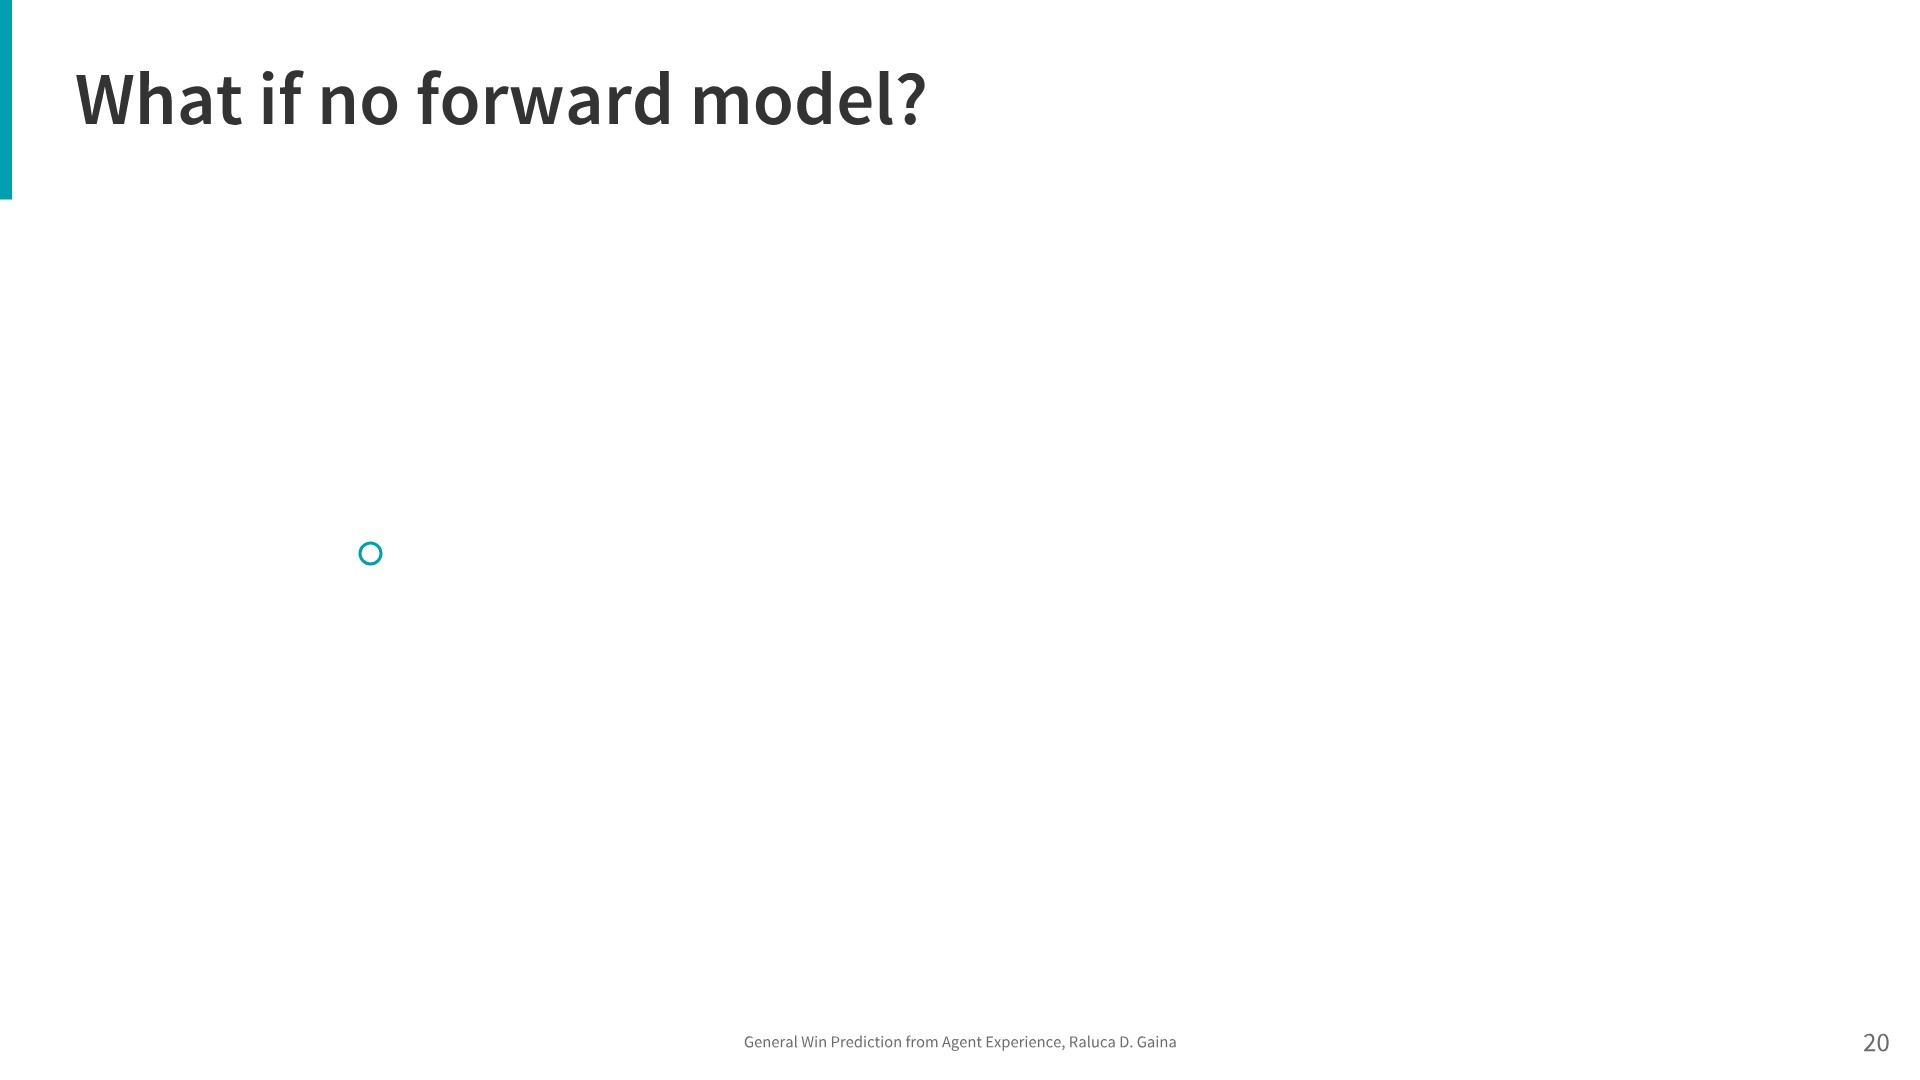 What if no forward model?
General Win Prediction from Agent Experience, Raluca D. Gaina
20